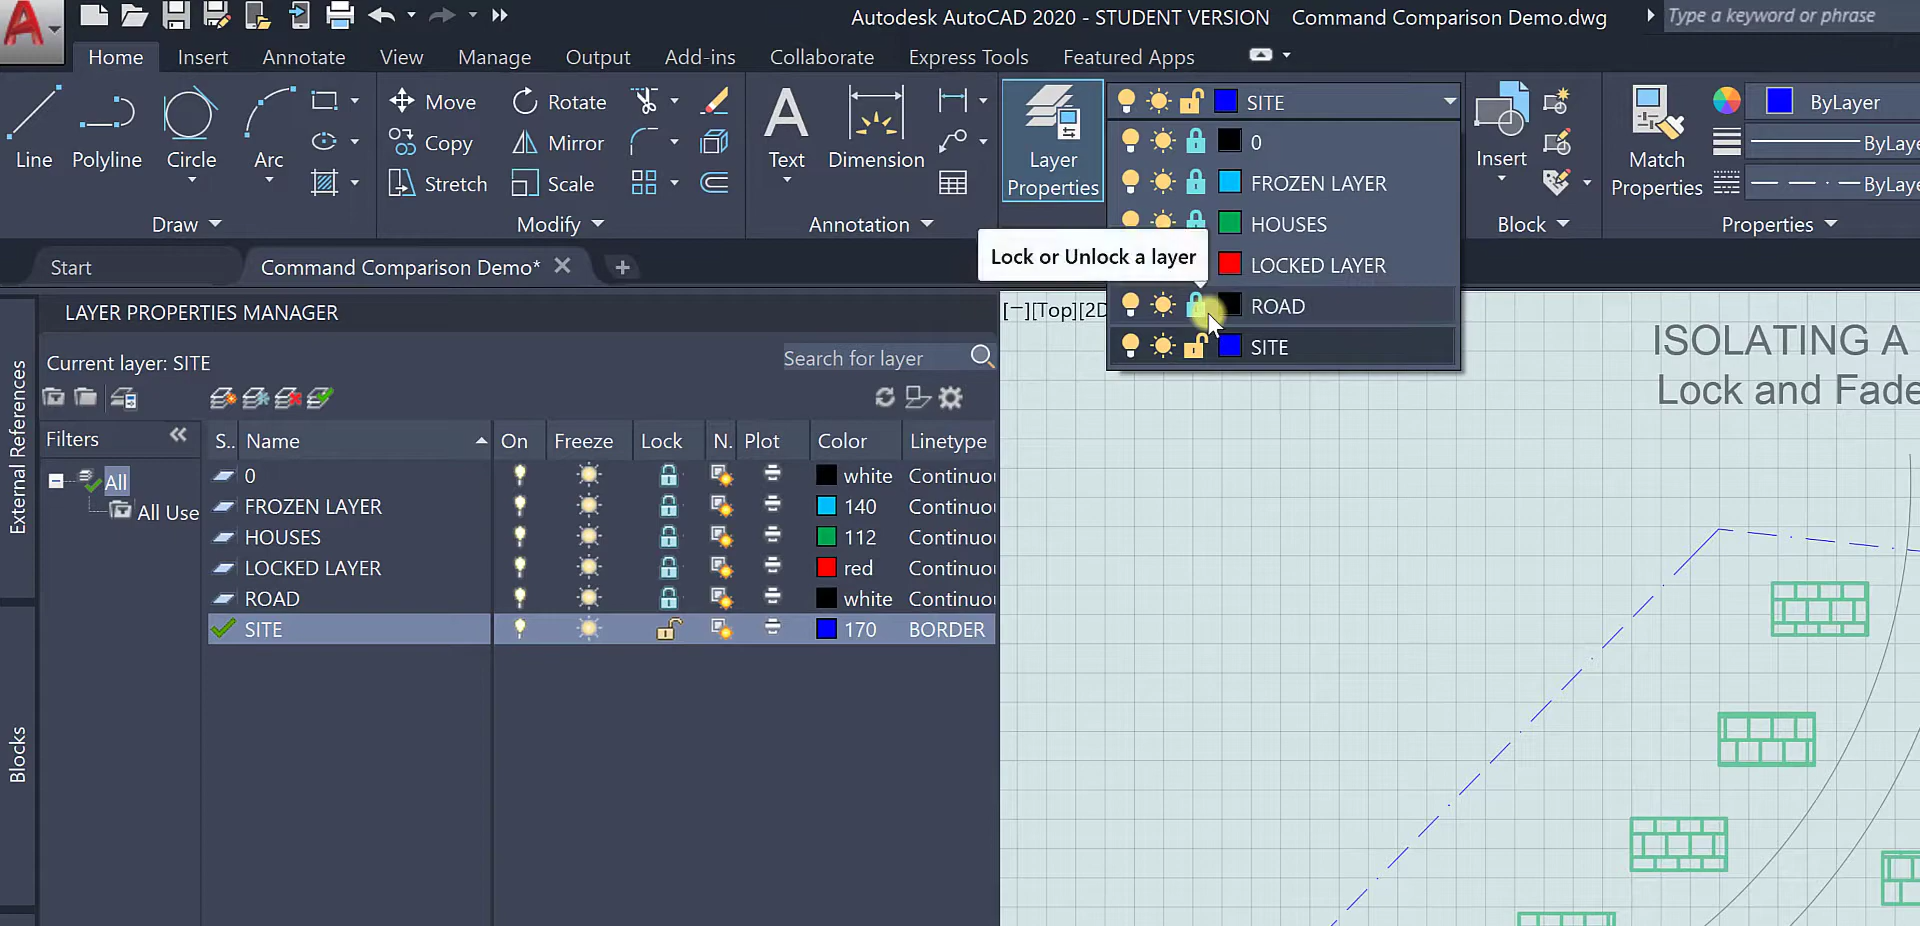 Autodesk AutoCAD 2020 - STUDENT VERSION Command Comparison Demo.dwg
Type a keyword or phrase
Home Insert Annotate View Manage Output Add-ins Collaborate Express Tools Featured Apps
Line Polyline Circle Arc
Draw
Move Rotate
Copy Mirror
Stretch Scale
Modify
Text Dimension
Annotation
Layer
Properties
SITE
0
FROZEN LAYER
HOUSES
LOCKED LAYER
ROAD
SITE
Lock or Unlock a layer
Insert
Block
Match
Properties
ByLayer
ByLaye
ByLaye
Properties
Start Command Comparison Demo*
External References
Blocks
LAYER PROPERTIES MANAGER
Current layer: SITE
Search for layer
Filters
All
All Use
S.. Name On Freeze Lock N. Plot Color Linetype
0 white Continuo
FROZEN LAYER 140 Continuo
HOUSES 112 Continuo
LOCKED LAYER red Continuo
ROAD white Continuo
SITE 170 BORDER
[−][Top][2D
ISOLATING A
Lock and Fade